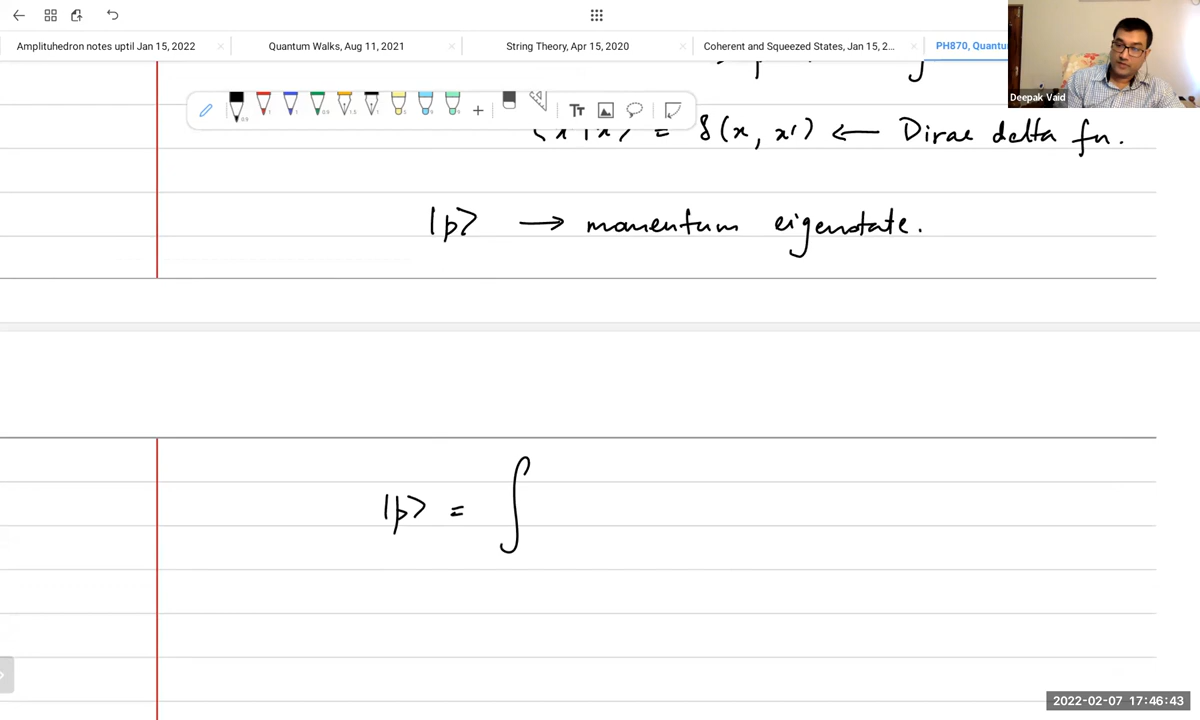 Amplituhedron notes uptil Jan 15, 2022
Quantum Walks, Aug 11, 2021
String Theory, Apr 15, 2020
Coherent and Squeezed States, Jan 15, 2...
PH870, Quantu
Deepak Vaid
Tt
= δ(x, x') ← Dirac delta fn.
|p> → momentum eigenstate.
|p> = ∫
2022-02-07 17:46:43